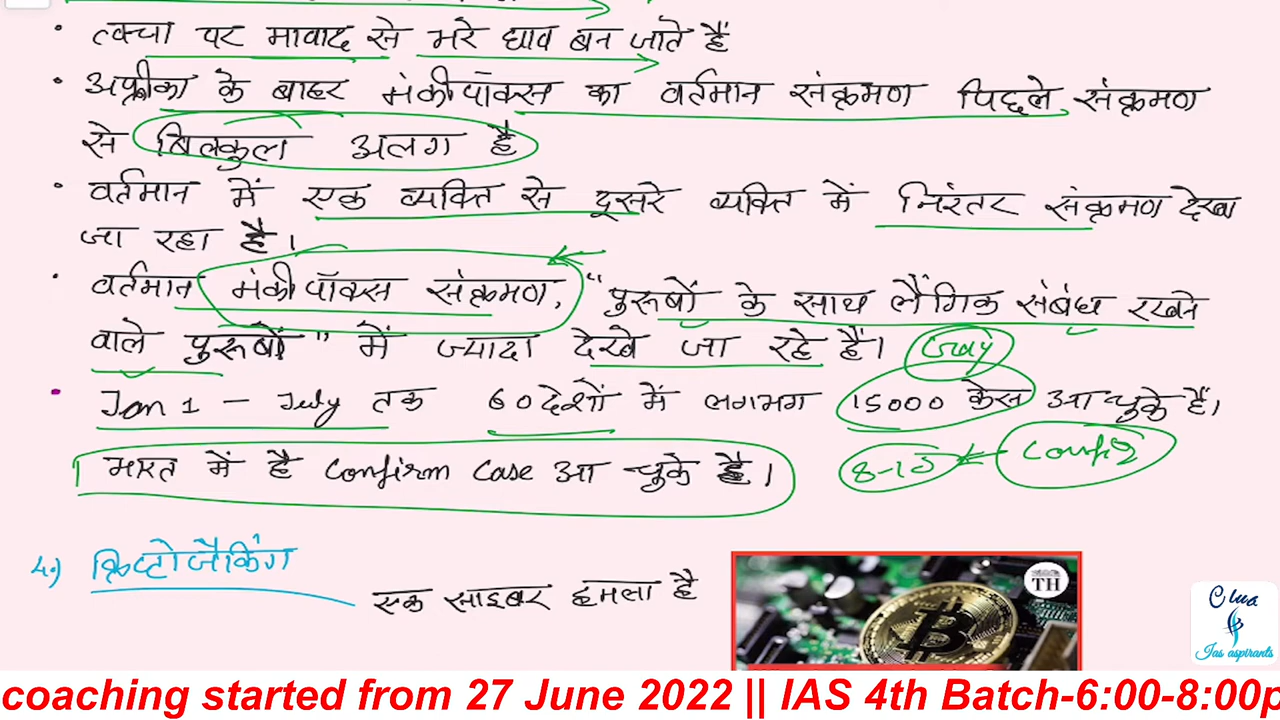 त्वचा पर मावाद से भरे घाव बन जाते हैं
अफ्रीका के बाहर मंकीपॉक्स का वर्तमान संक्रमण पिछले संक्रमण
से बिलकुल अलग है
वर्तमान में एक व्यक्ति से दूसरे व्यक्ति में निरंतर संक्रमण देखा
जा रहा है।
वर्तमान मंकीपॉक्स संक्रमण, "पुरूषों के साथ लैंगिक संबंध रखने
वाले पुरूषों" में ज्यादा देखे जा रहे हैं। Gay
Jan 1 - July तक 60 देशों में लगभग 15000 केस आ चुके हैं।
भारत में है Confirm Case आ चुके है। 8-10
4.) क्रिप्टोजैकिंग
एक साइबर हमला है
TH
Clua
Ias aspirants
coaching started from 27 June 2022 || IAS 4th Batch-6:00-8:00p